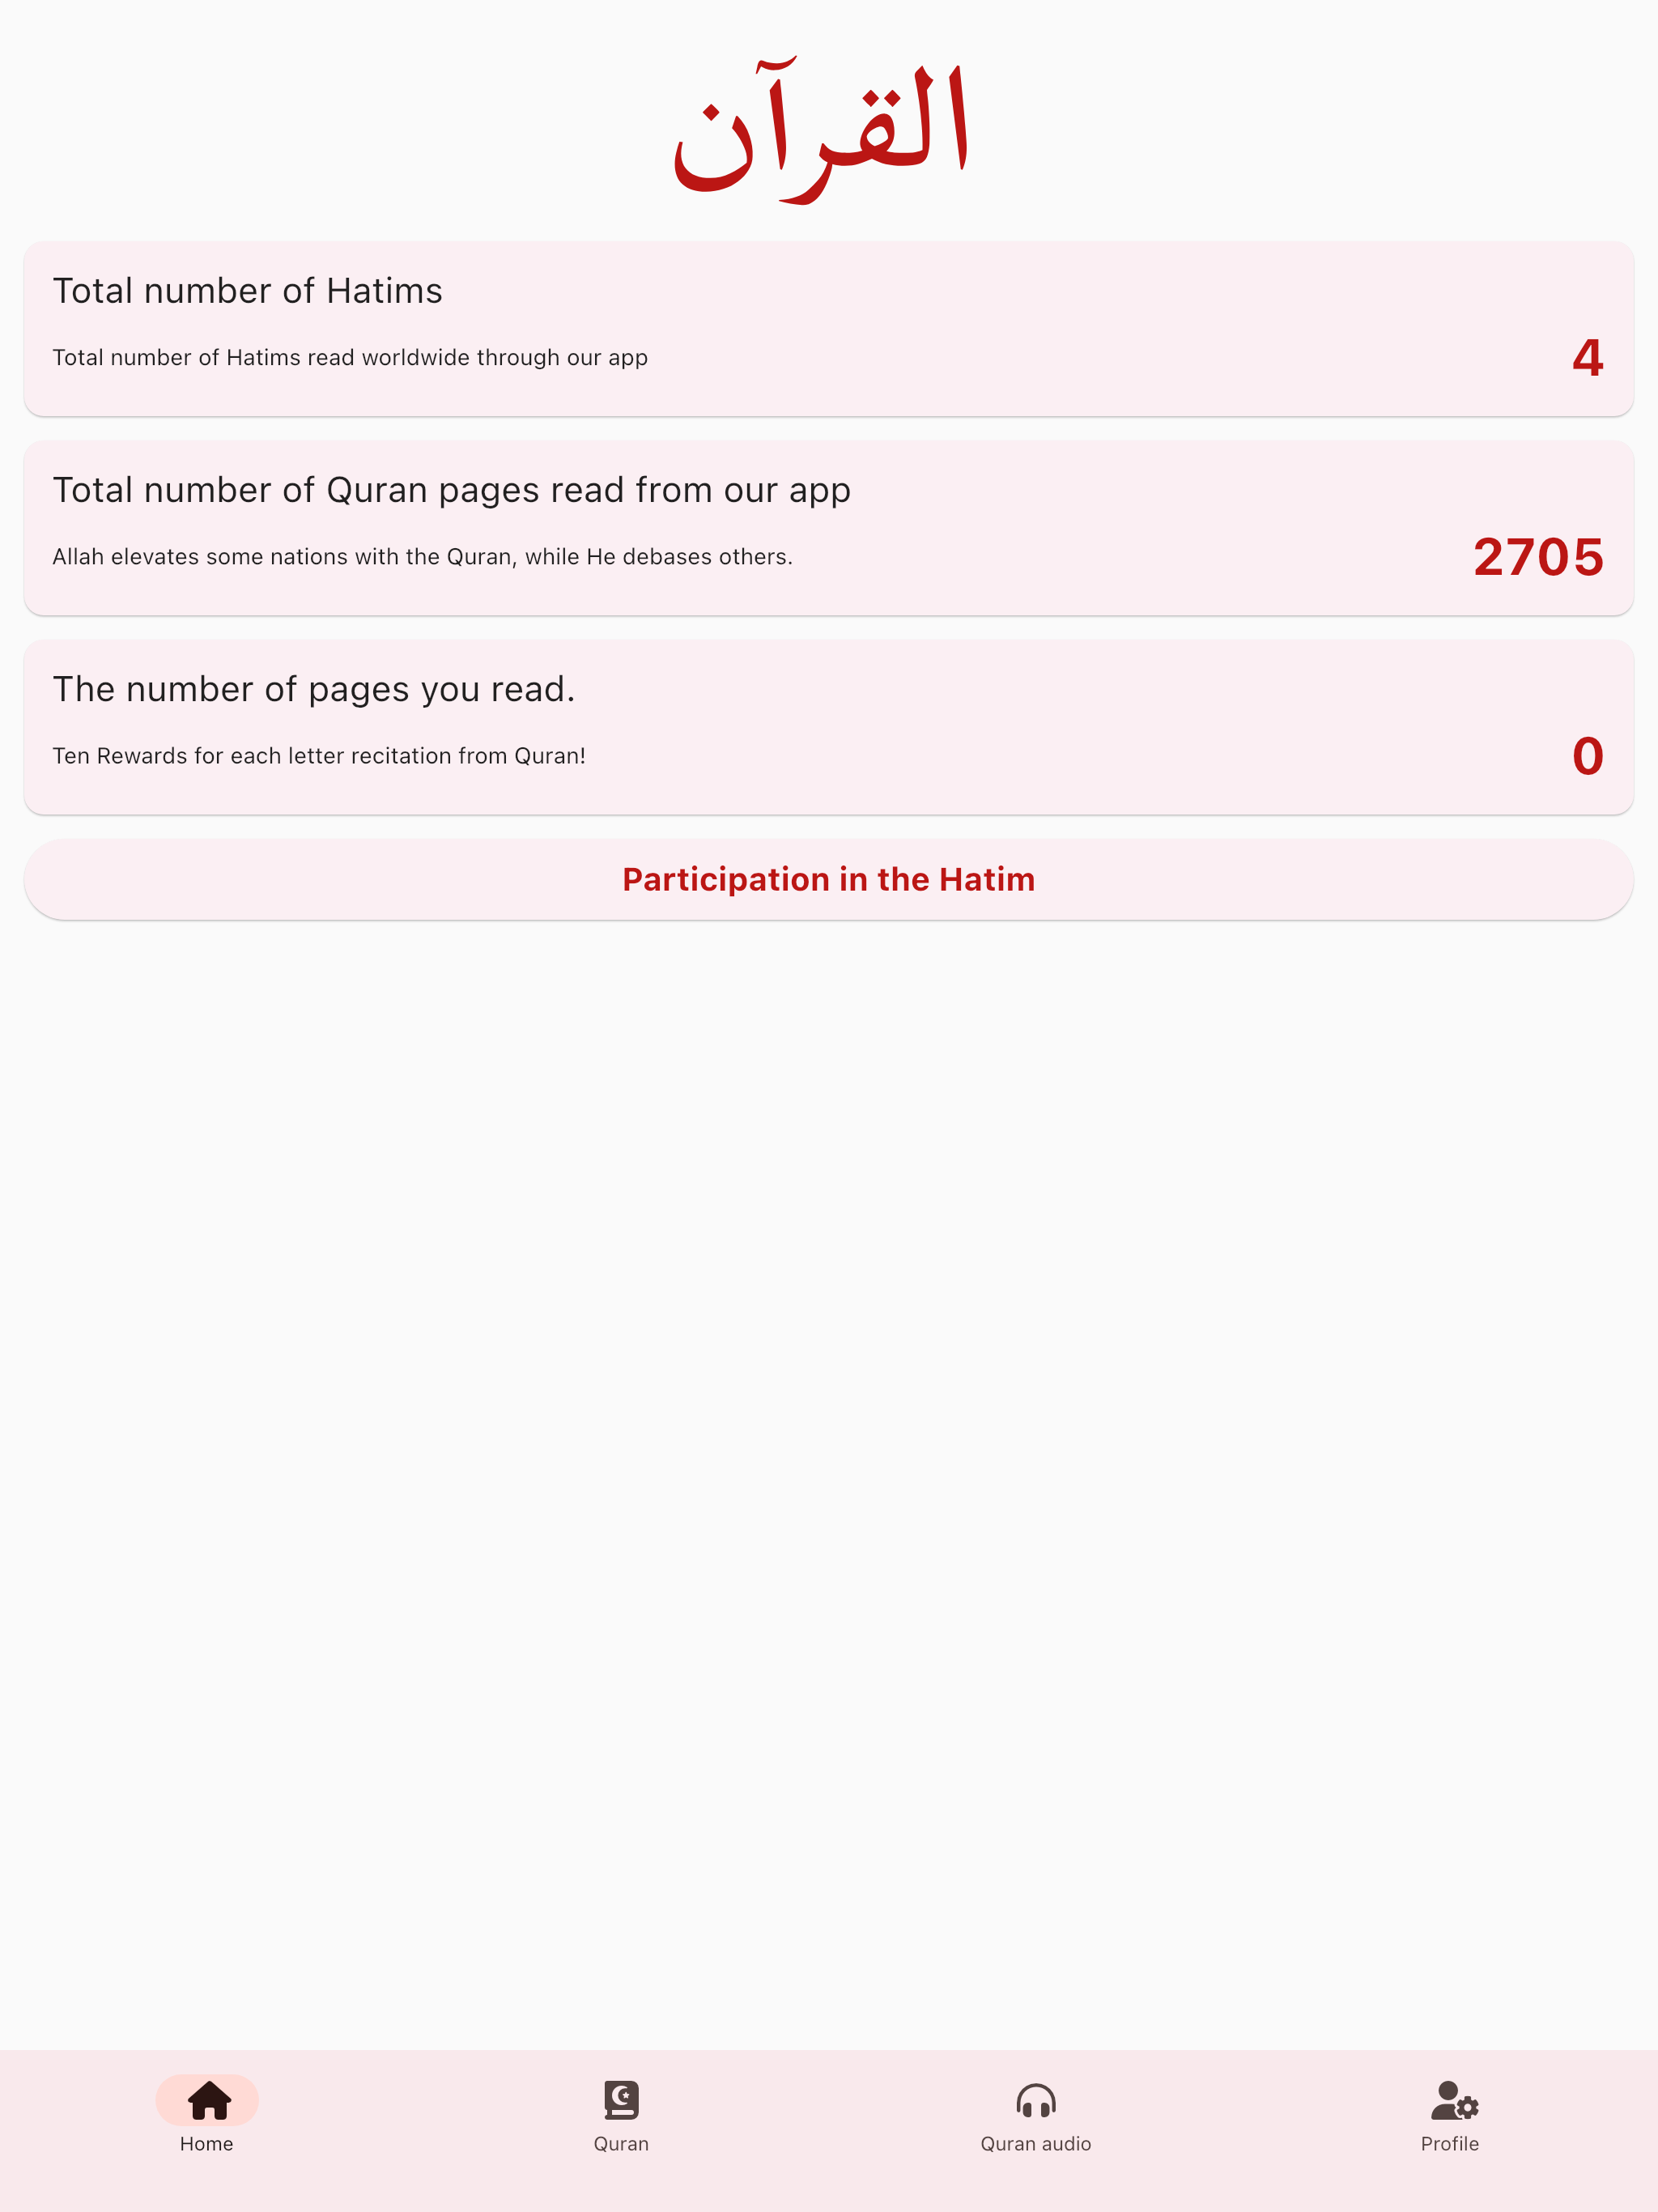 القرآن
Total number of Hatims
Total number of Hatims read worldwide through our app
4
Total number of Quran pages read from our app
Allah elevates some nations with the Quran, while He debases others.
2705
The number of pages you read.
Ten Rewards for each letter recitation from Quran!
0
Participation in the Hatim
Home
Quran
Quran audio
Profile